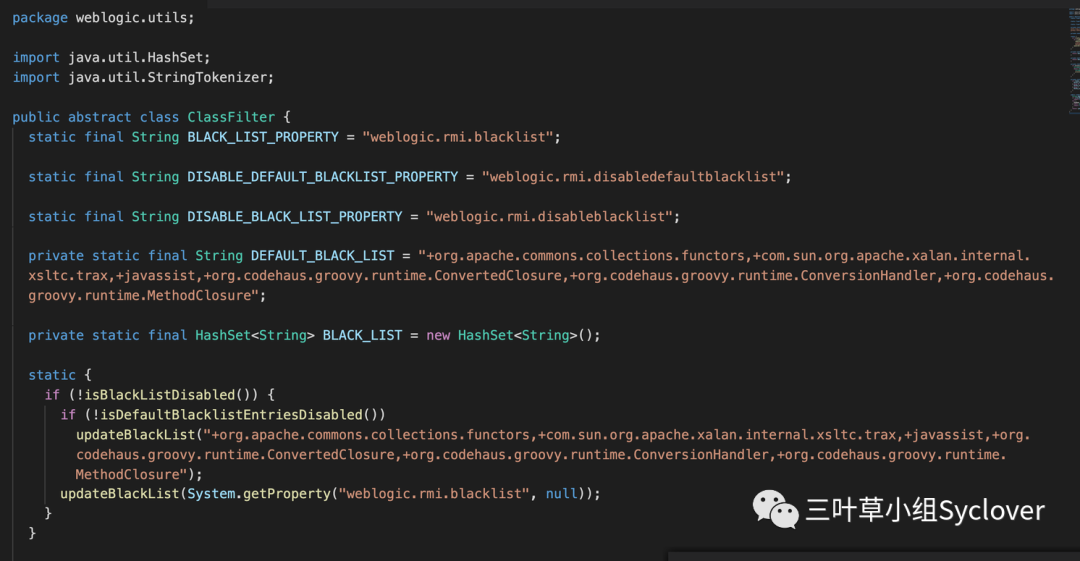 package weblogic.utils;
import java.util.HashSet;
import java.util.StringTokenizer;
public abstract class ClassFilter {
static final String BLACK_LIST_PROPERTY = "weblogic.rmi.blacklist";
static final String DISABLE_DEFAULT_BLACKLIST_PROPERTY = "weblogic.rmi.disabledefaultblacklist";
static final String DISABLE_BLACK_LIST_PROPERTY = "weblogic.rmi.disableblacklist";
private static final String DEFAULT_BLACK_LIST = "+org.apache.commons.collections.functors,+com.sun.org.apache.xalan.internal.
xsltc.trax,+javassist,+org.codehaus.groovy.runtime.ConvertedClosure,+org.codehaus.groovy.runtime.ConversionHandler,+org.codehaus.
groovy.runtime.MethodClosure";
private static final HashSet<String> BLACK_LIST = new HashSet<String>();
static {
if (!isBlackListDisabled()) {
if (!isDefaultBlacklistEntriesDisabled())
updateBlackList("+org.apache.commons.collections.functors,+com.sun.org.apache.xalan.internal.xsltc.trax,+javassist,+org.
codehaus.groovy.runtime.ConvertedClosure,+org.codehaus.groovy.runtime.ConversionHandler,+org.codehaus.groovy.runtime.
MethodClosure");
updateBlackList(System.getProperty("weblogic.rmi.blacklist", null));
}
}
三叶草小组Syclover